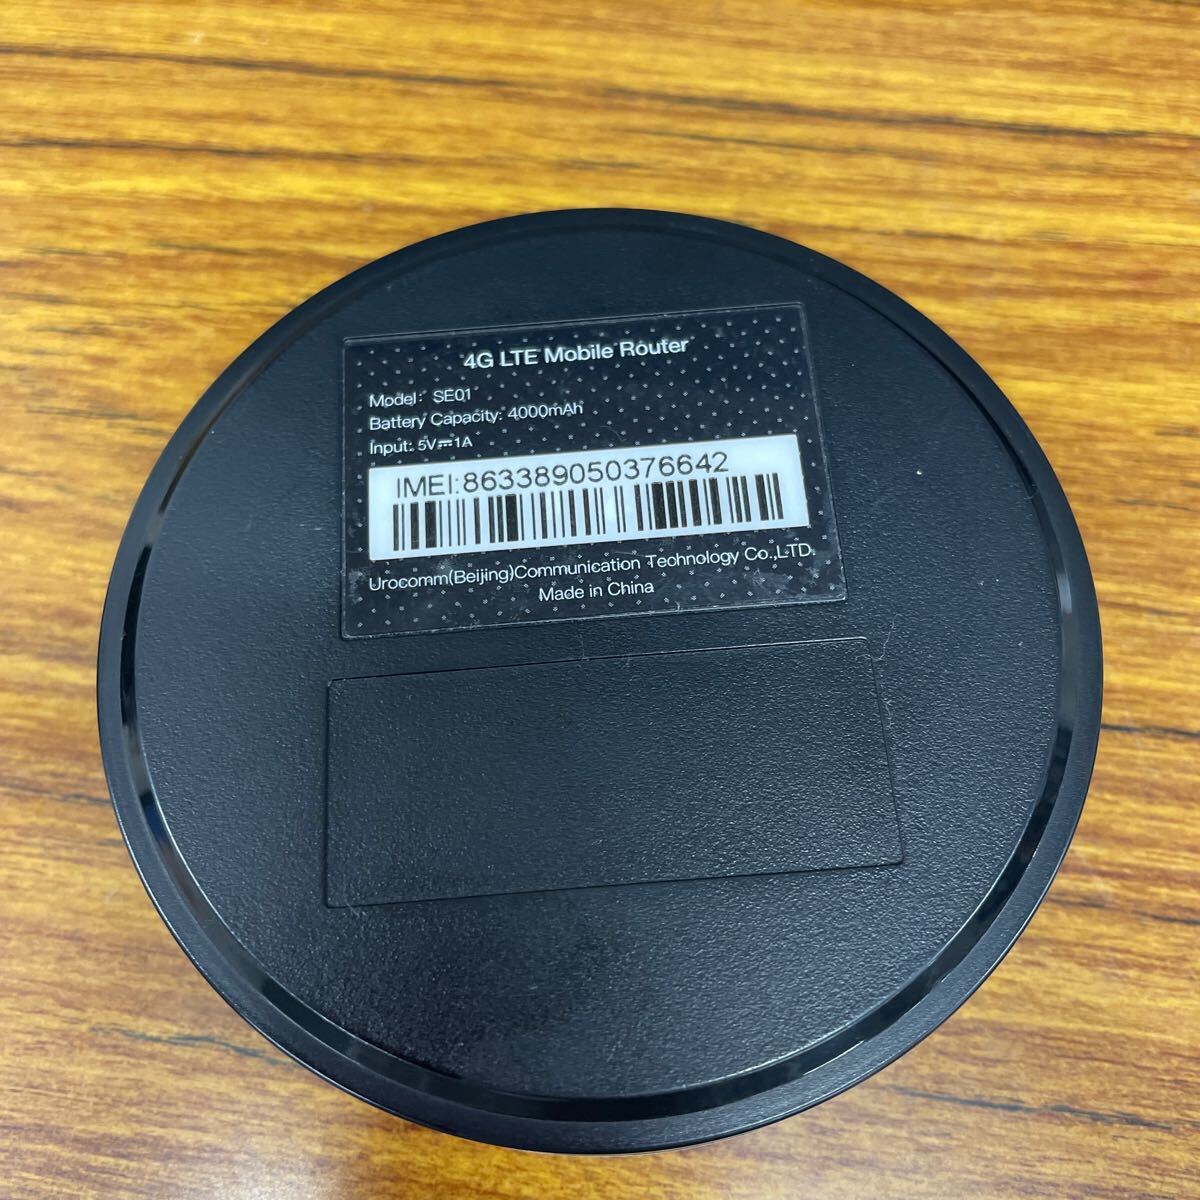 4G LTE Mobile Router
Model: SE01
Battery Capacity: 4000mAh
Input: 5V⎓1A
IMEI:863389050376642
Urocomm(Beijing)Communication Technology Co.,LTD.
Made in China